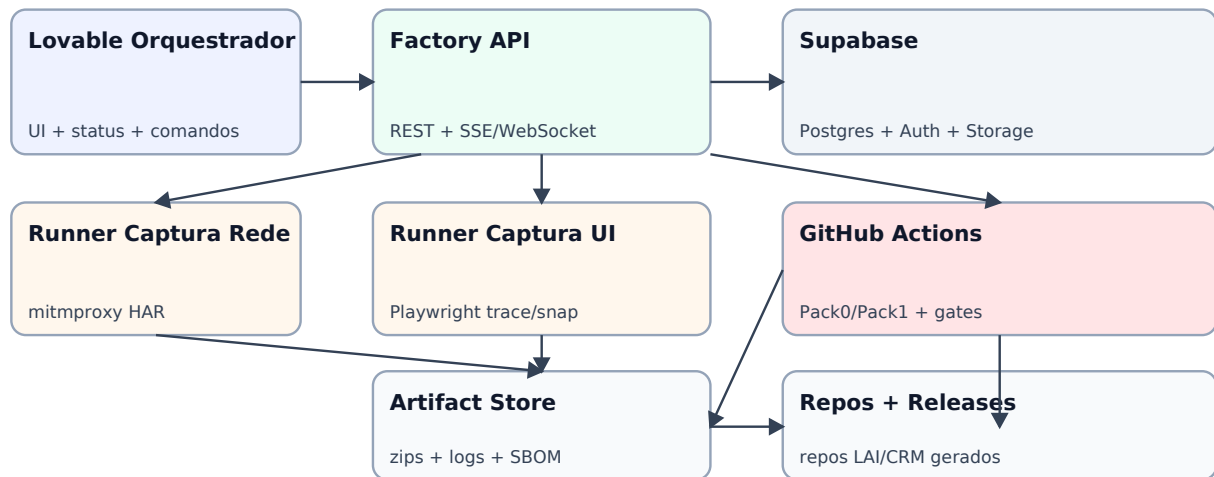 Lovable Orquestrador
UI + status + comandos
Factory API
REST + SSE/WebSocket
Supabase
Postgres + Auth + Storage
Runner Captura Rede
mitmproxy HAR
Runner Captura UI
Playwright trace/snap
GitHub Actions
Pack0/Pack1 + gates
Artifact Store
zips + logs + SBOM
Repos + Releases
repos LAI/CRM gerados